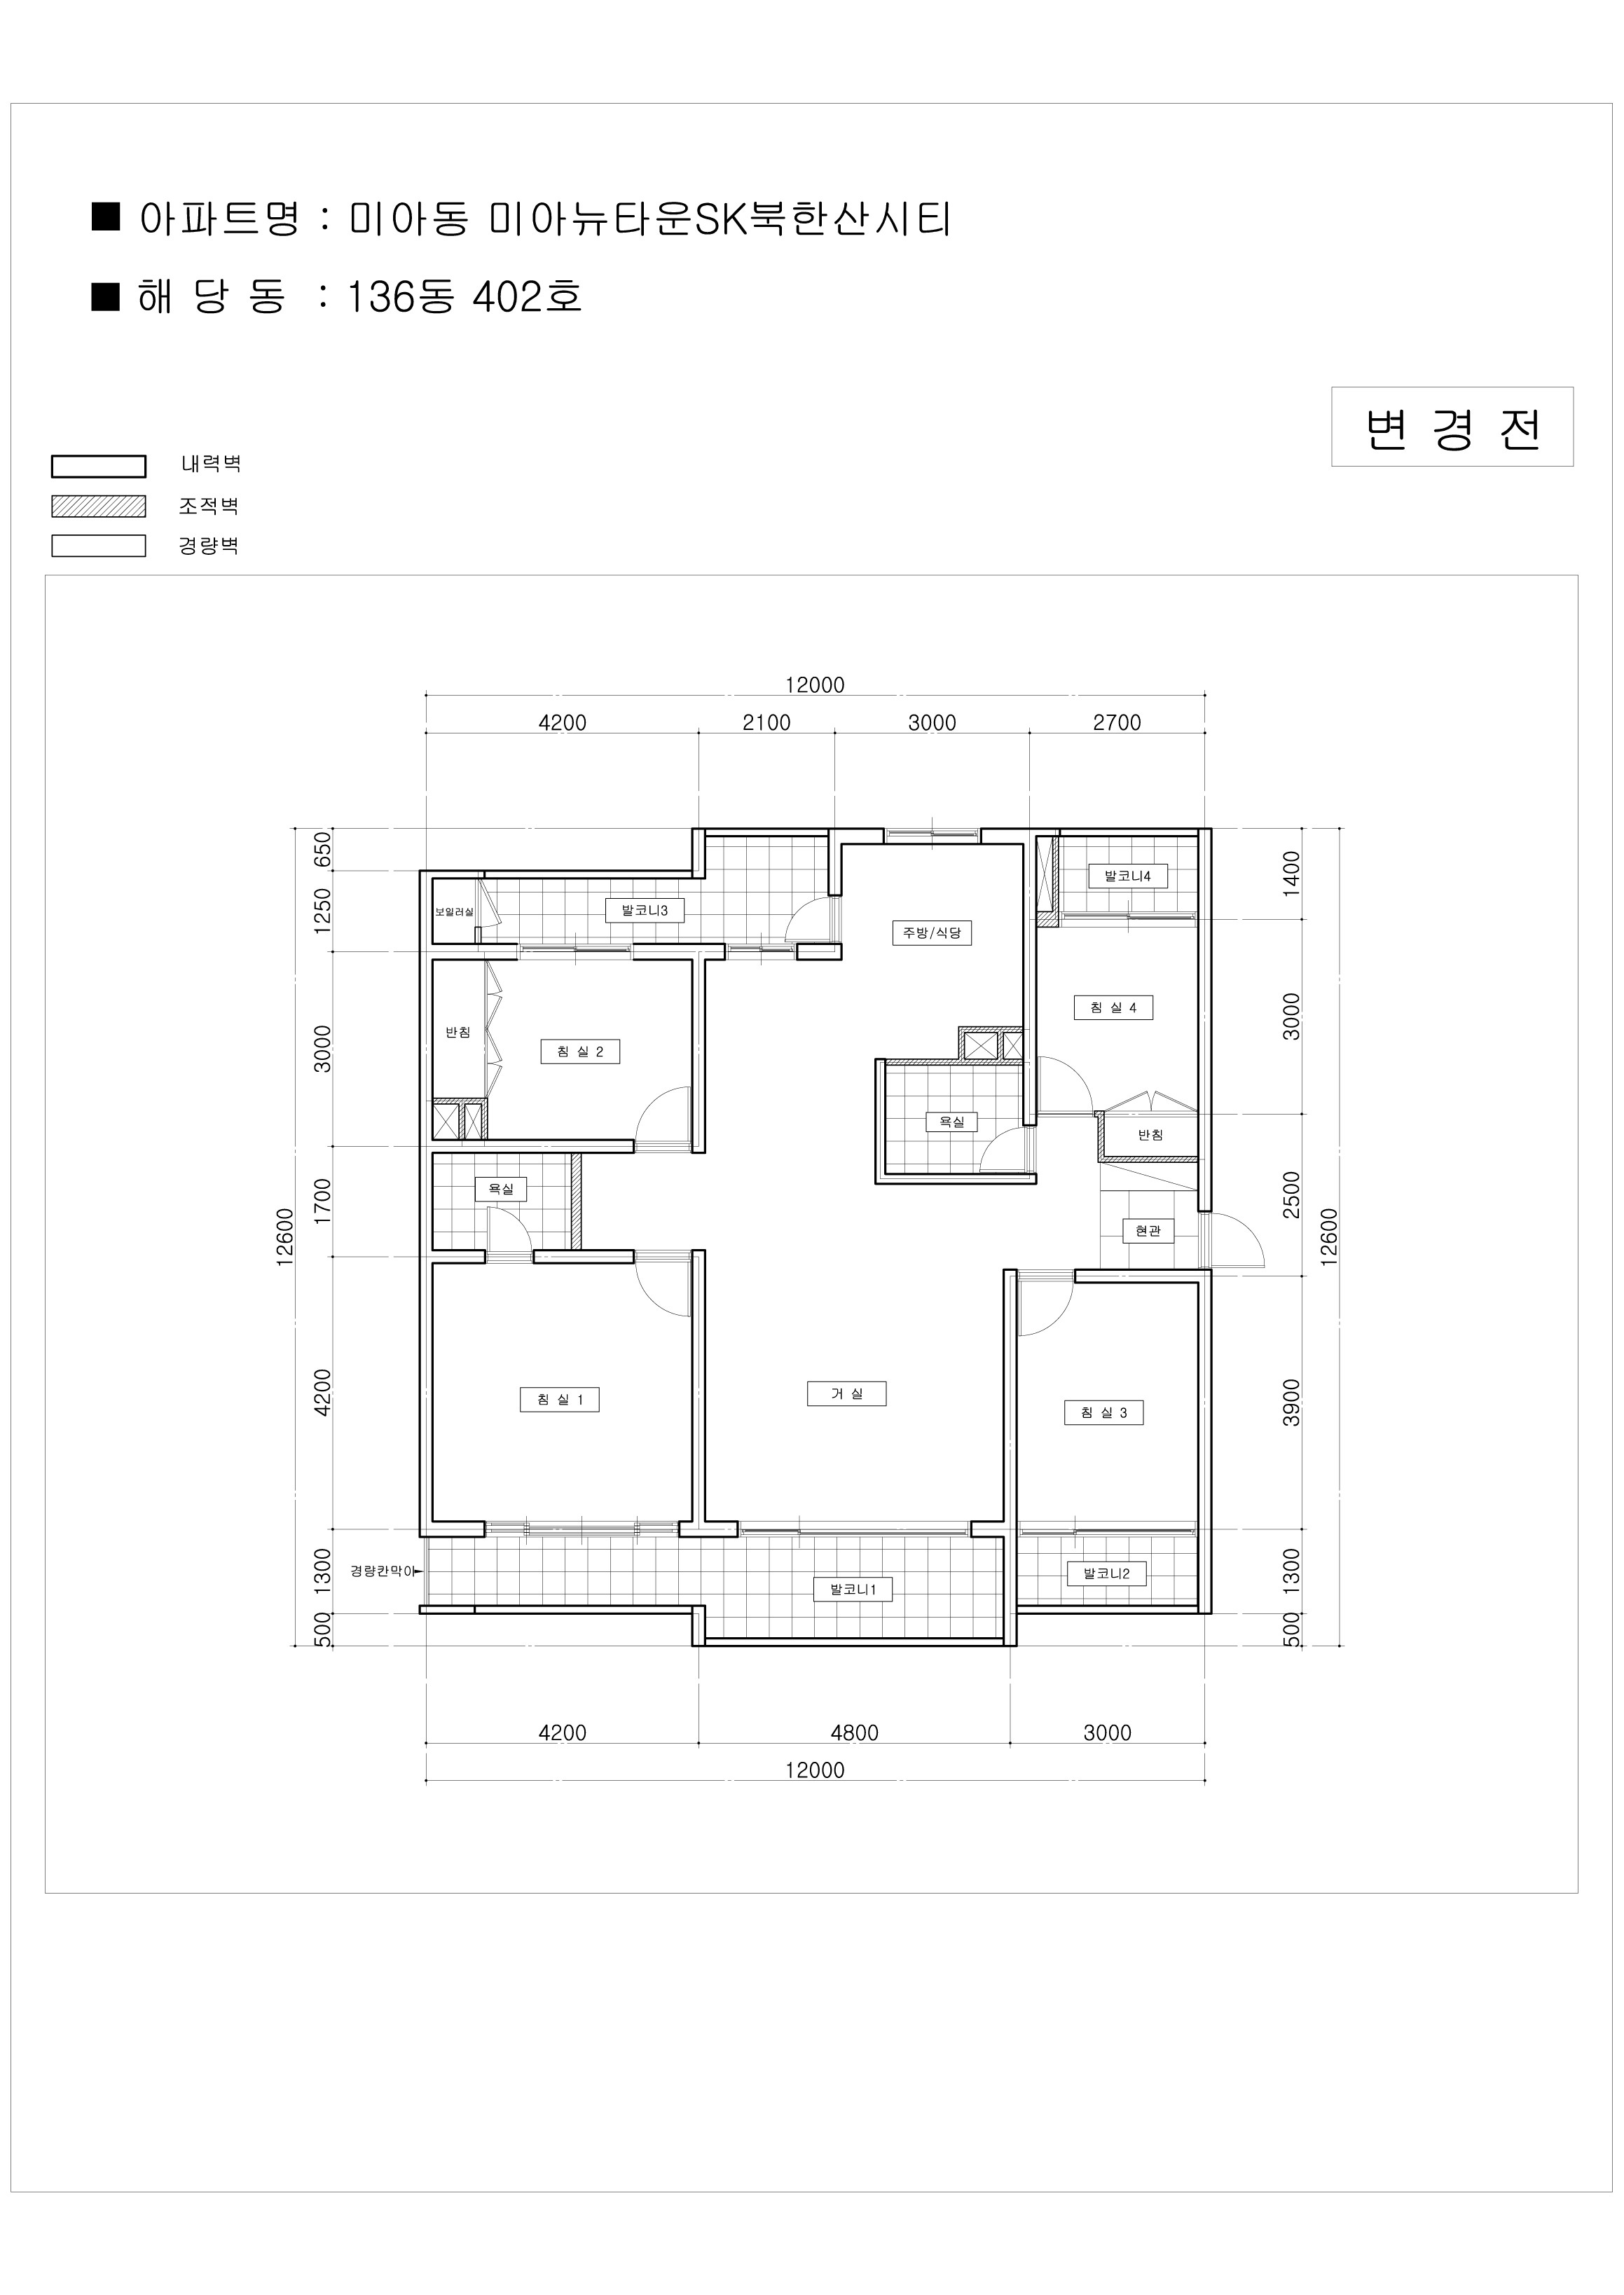 ■ 아파트명 : 미아동 미아뉴타운SK북한산시티
■ 해 당 동 : 136동 402호
변 경 전
내력벽
조적벽
경량벽
12000
4200 2100 3000 2700
650
1250
3000
1700
4200
1300
500
12600
1400
3000
2500
3900
1300
500
12600
발코니4
보일러실
발코니3
주방/식당
침 실 4
반침
침 실 2
욕실
반침
욕실
현관
침 실 1
거 실
침 실 3
경량칸막이
발코니1
발코니2
4200 4800 3000
12000